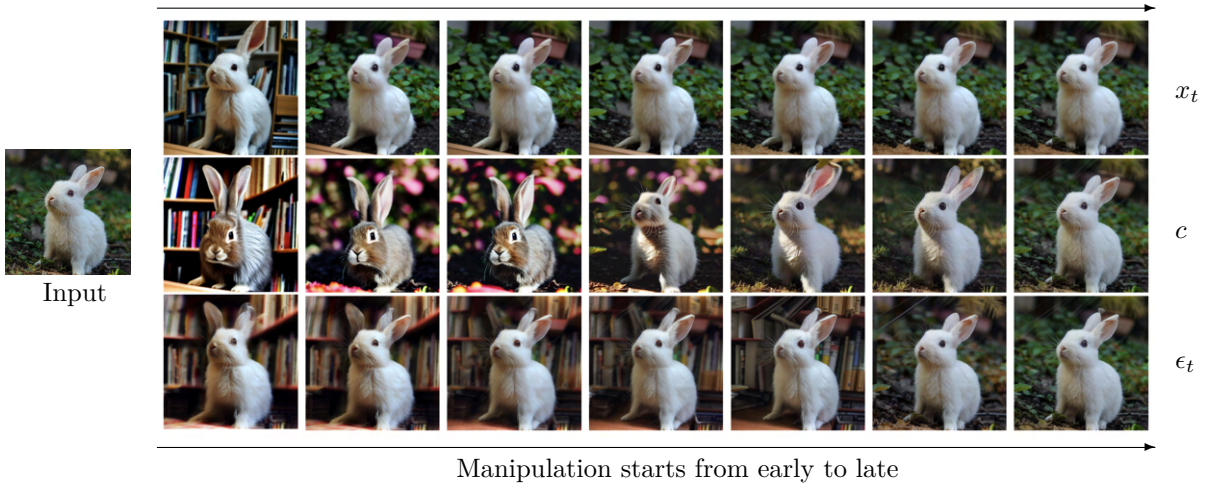 x_t
c
Input
ϵ_t
Manipulation starts from early to late